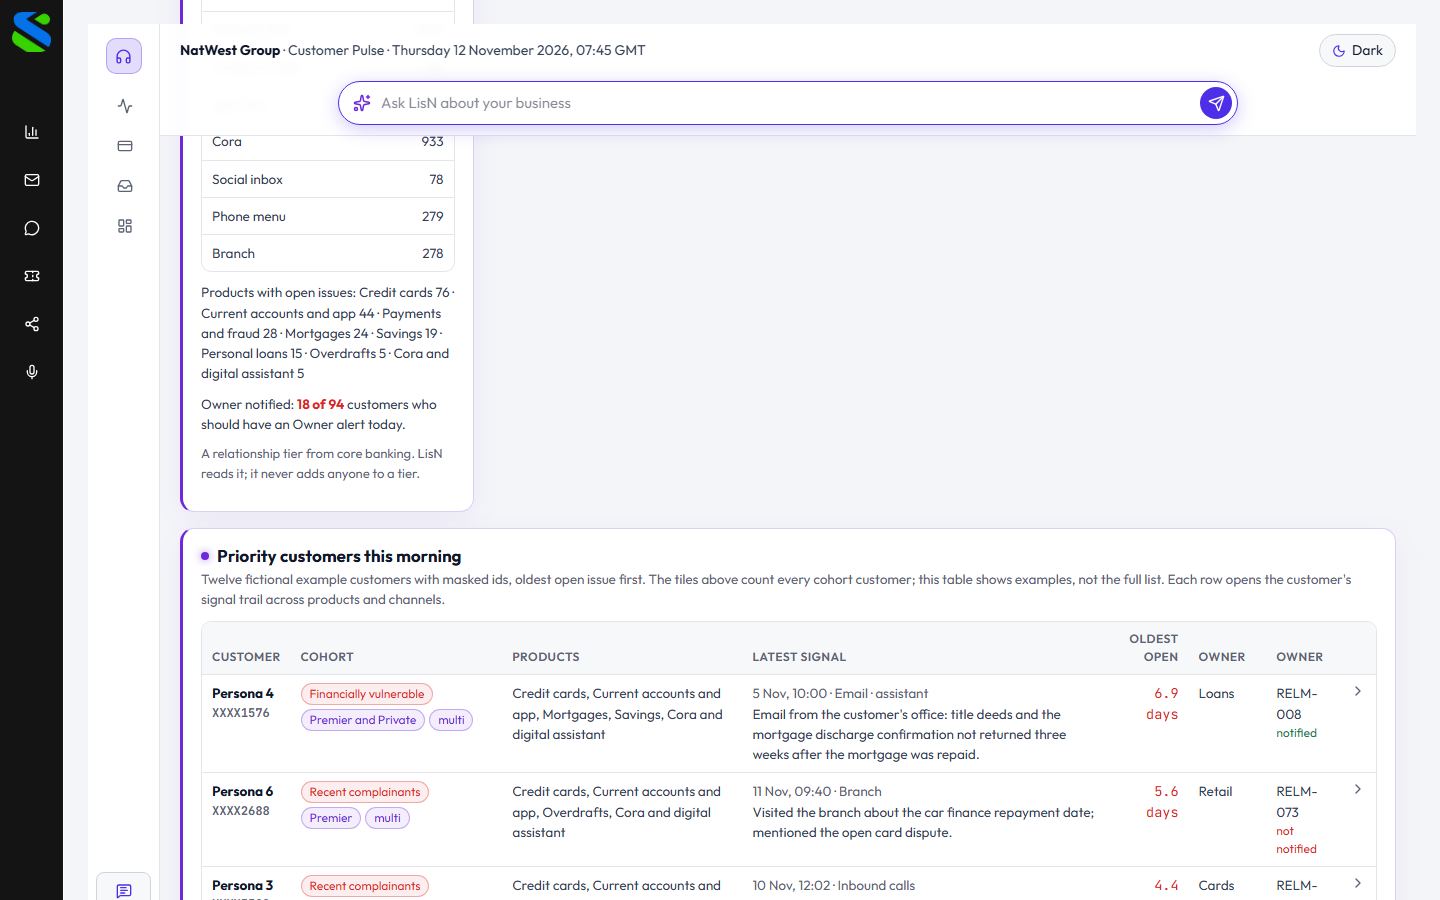 NatWest Group · Customer Pulse · Thursday 12 November 2026, 07:45 GMT
Dark
Ask LisN about your business
Cora 933
Social inbox 78
Phone menu 279
Branch 278
Products with open issues: Credit cards 76 ·
Current accounts and app 44 · Payments
and fraud 28 · Mortgages 24 · Savings 19 ·
Personal loans 15 · Overdrafts 5 · Cora and
digital assistant 5
Owner notified: 18 of 94 customers who
should have an Owner alert today.
A relationship tier from core banking. LisN
reads it; it never adds anyone to a tier.
Priority customers this morning
Twelve fictional example customers with masked ids, oldest open issue first. The tiles above count every cohort customer; this table shows examples, not the full list. Each row opens the customer's
signal trail across products and channels.
CUSTOMER COHORT PRODUCTS LATEST SIGNAL OLDEST OPEN OWNER OWNER
Persona 4
XXXX1576
Financially vulnerable
Premier and Private multi
Credit cards, Current accounts and
app, Mortgages, Savings, Cora and
digital assistant
5 Nov, 10:00 · Email · assistant
Email from the customer's office: title deeds and the
mortgage discharge confirmation not returned three
weeks after the mortgage was repaid.
6.9
days
Loans
RELM-
008
notified
Persona 6
XXXX2688
Recent complainants
Premier multi
Credit cards, Current accounts and
app, Overdrafts, Cora and digital
assistant
11 Nov, 09:40 · Branch
Visited the branch about the car finance repayment date;
mentioned the open card dispute.
5.6
days
Retail
RELM-
073
not
notified
Persona 3
Recent complainants
Credit cards, Current accounts and
10 Nov, 12:02 · Inbound calls
4.4
Cards
RELM-